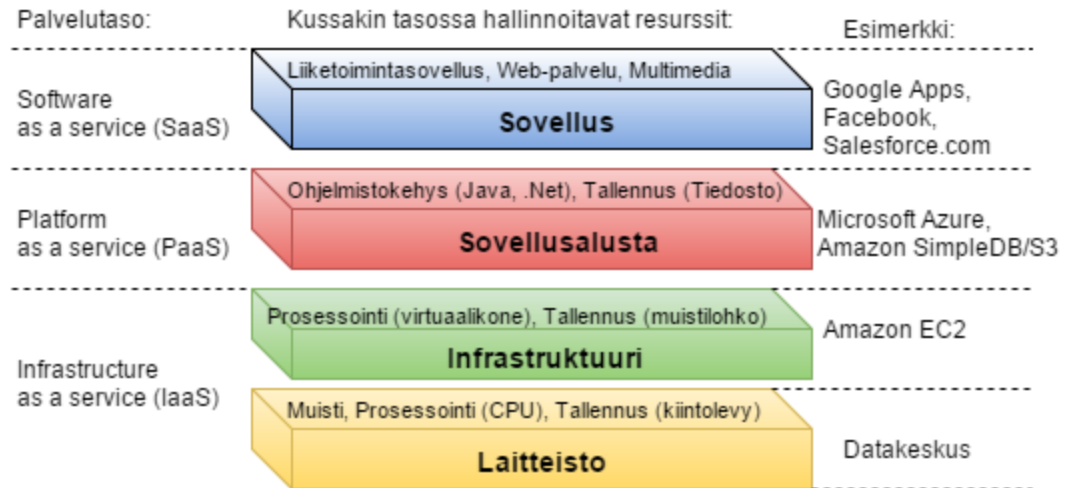 Palvelutaso:
Kussakin tasossa hallinnoitavat resurssit:
Esimerkki:
Software
as a service (SaaS)
Liiketoimintasovellus, Web-palvelu, Multimedia
Sovellus
Google Apps,
Facebook,
Salesforce.com
Platform
as a service (PaaS)
Ohjelmistokehys (Java, .Net), Tallennus (Tiedosto)
Sovellusalusta
Microsoft Azure,
Amazon SimpleDB/S3
Infrastructure
as a service (IaaS)
Prosessointi (virtuaalikone), Tallennus (muistilohko)
Infrastruktuuri
Amazon EC2
Muisti, Prosessointi (CPU), Tallennus (kiintolevy)
Laitteisto
Datakeskus